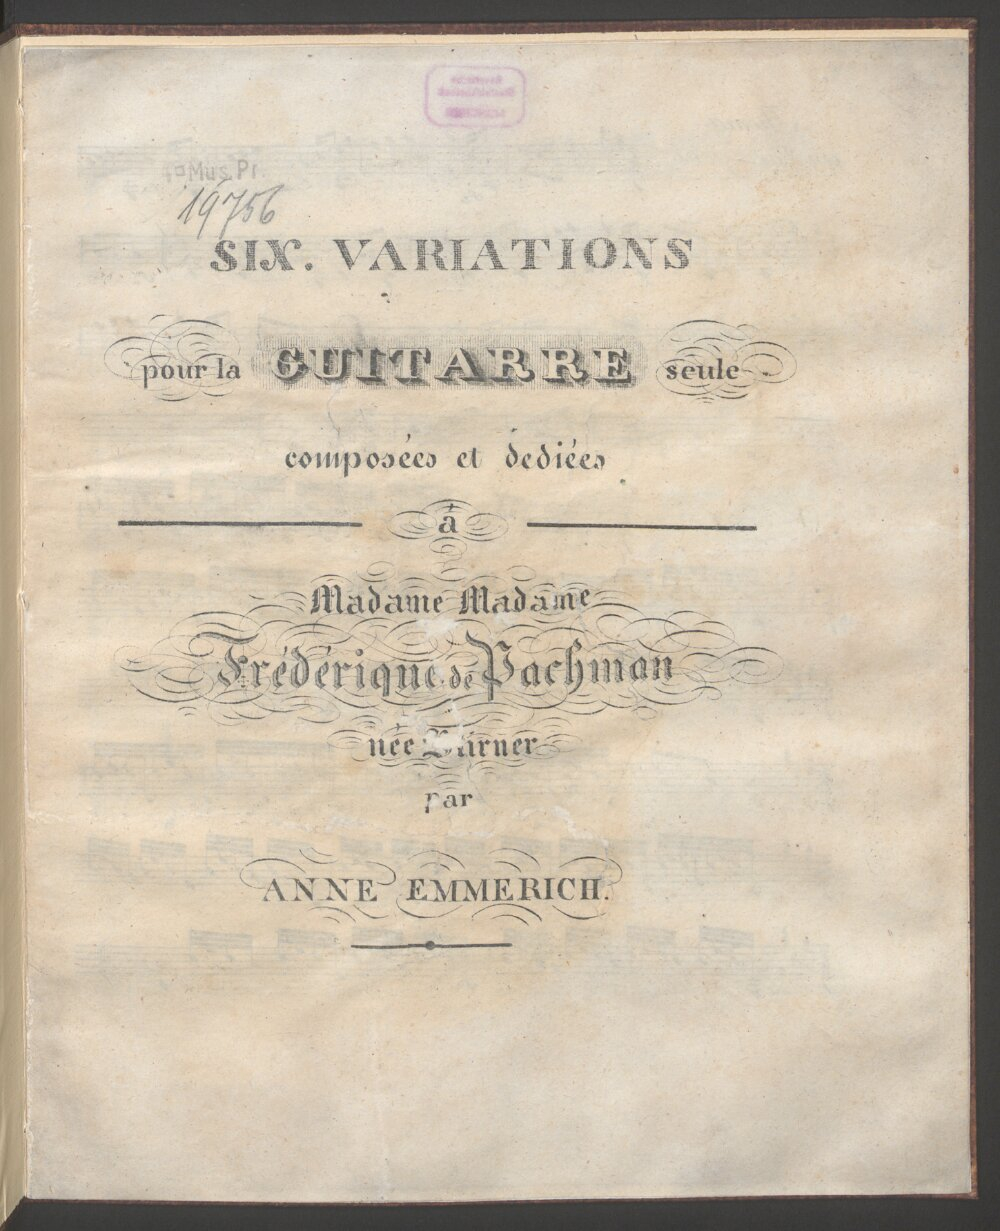 4º Mus. Pr.
19756
SIX. VARIATIONS
pour la GUITARRE seule
composées et dediées
à
Madame Madame
Frédérique de Pachman
née
par
ANNE EMMERICH.